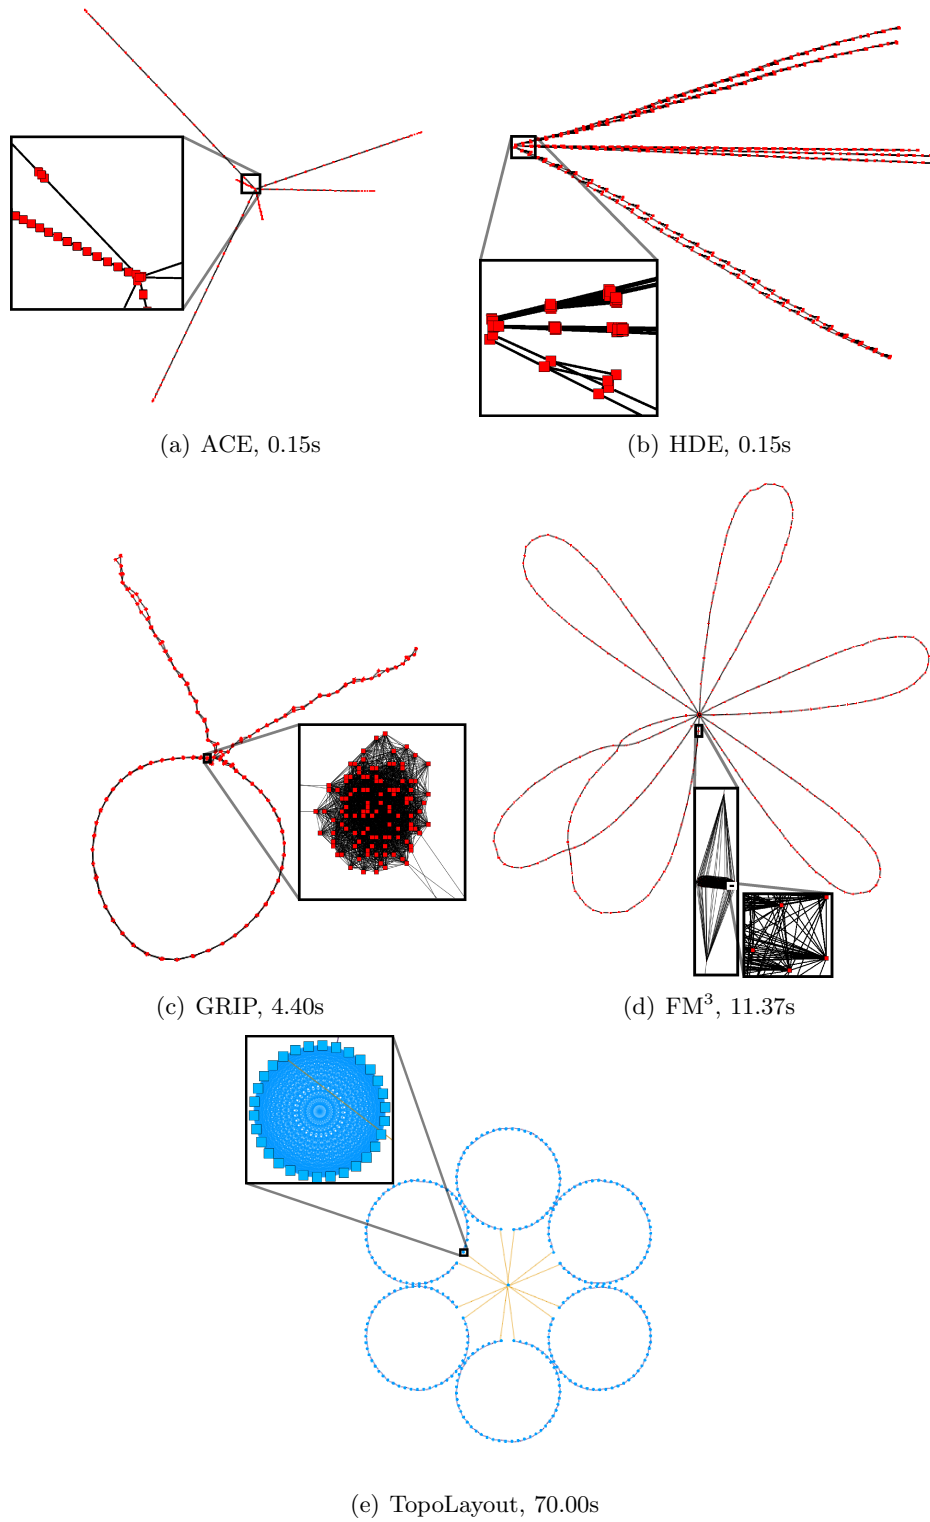 (a) ACE, 0.15s
(b) HDE, 0.15s
(c) GRIP, 4.40s
(d) FM³, 11.37s
(e) TopoLayout, 70.00s